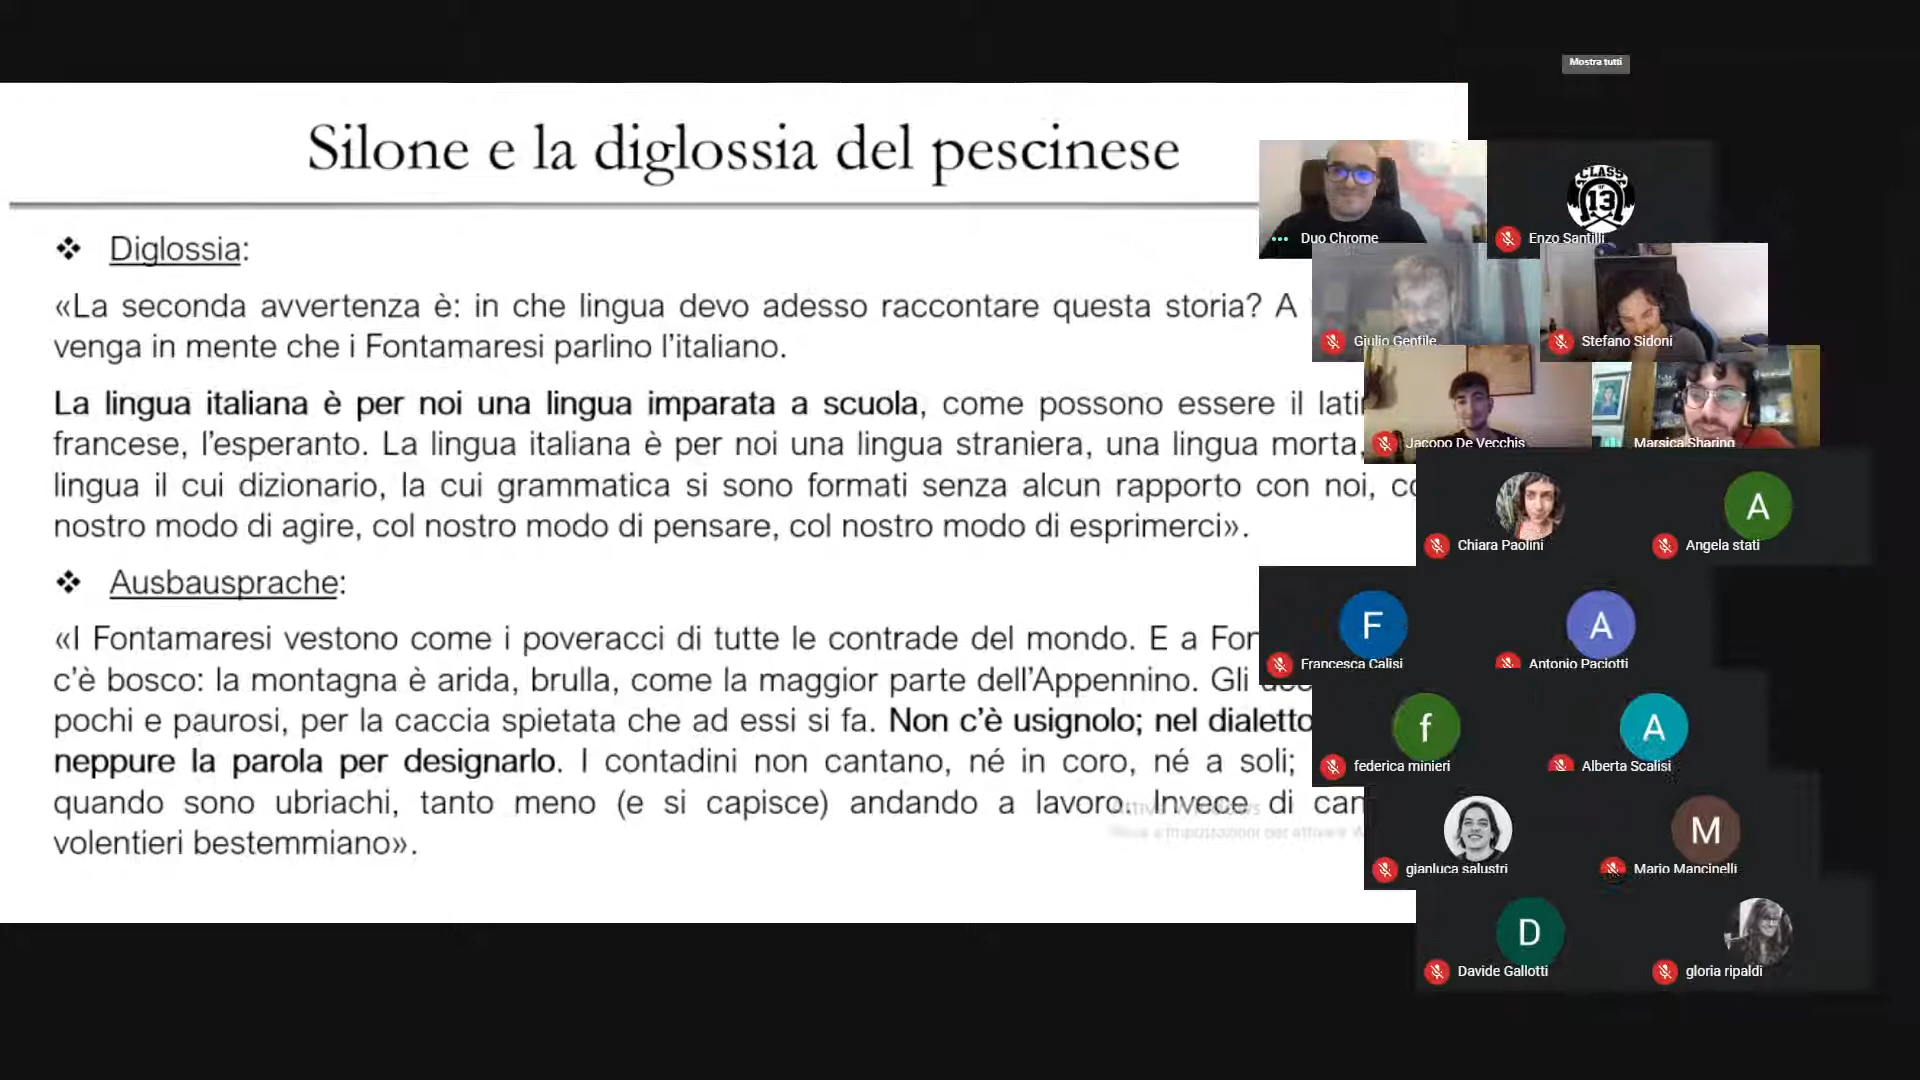 Mostra tutti
Silone e la diglossia del pescinese
❖ Diglossia:
«La seconda avvertenza è: in che lingua devo adesso raccontare questa storia? A
venga in mente che i Fontamaresi parlino l'italiano.
La lingua italiana è per noi una lingua imparata a scuola, come possono essere il
francese, l'esperanto. La lingua italiana è per noi una lingua straniera, una lingua morta,
lingua il cui dizionario, la cui grammatica si sono formati senza alcun rapporto con noi,
nostro modo di agire, col nostro modo di pensare, col nostro modo di esprimerci».
❖ Ausbausprache:
«I Fontamaresi vestono come i poveracci di tutte le contrade del mondo. E a
c'è bosco: la montagna è arida, brulla, come la maggior parte dell'Appennino. Gli
pochi e paurosi, per la caccia spietata che ad essi si fa. Non c'è usignolo; nel dialetto
neppure la parola per designarlo. I contadini non cantano, né in coro, né a soli;
quando sono ubriachi, tanto meno (e si capisce) andando a lavoro. Invece di
volentieri bestemmiano».
Duo Chrome
CLASS
13
Enzo Santilli
Giulio Gentile
Stefano Sidoni
Jacopo De Vecchis
Marsica Sharing
Chiara Paolini
A
Angela stati
F
Francesca Calisi
A
Antonio Paciotti
f
federica minieri
A
Alberta Scalisi
gianluca salustri
M
Mario Mancinelli
D
Davide Gallotti
gloria ripaldi